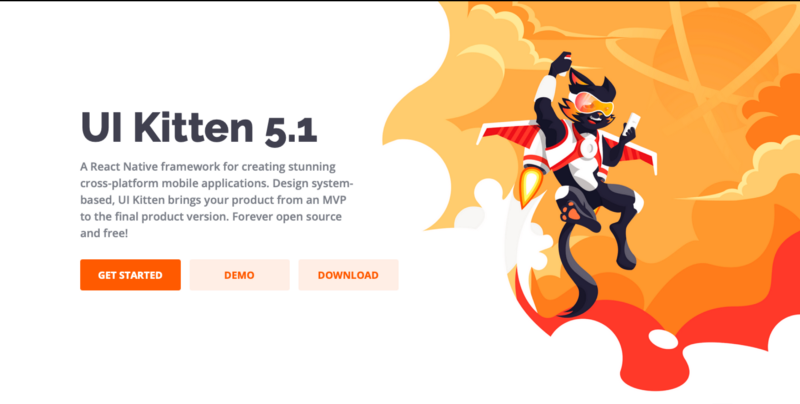 UI Kitten 5.1
A React Native framework for creating stunning
cross-platform mobile applications. Design system-
based, UI Kitten brings your product from an MVP
to the final product version. Forever open source
and free!
GET STARTED
DEMO
DOWNLOAD